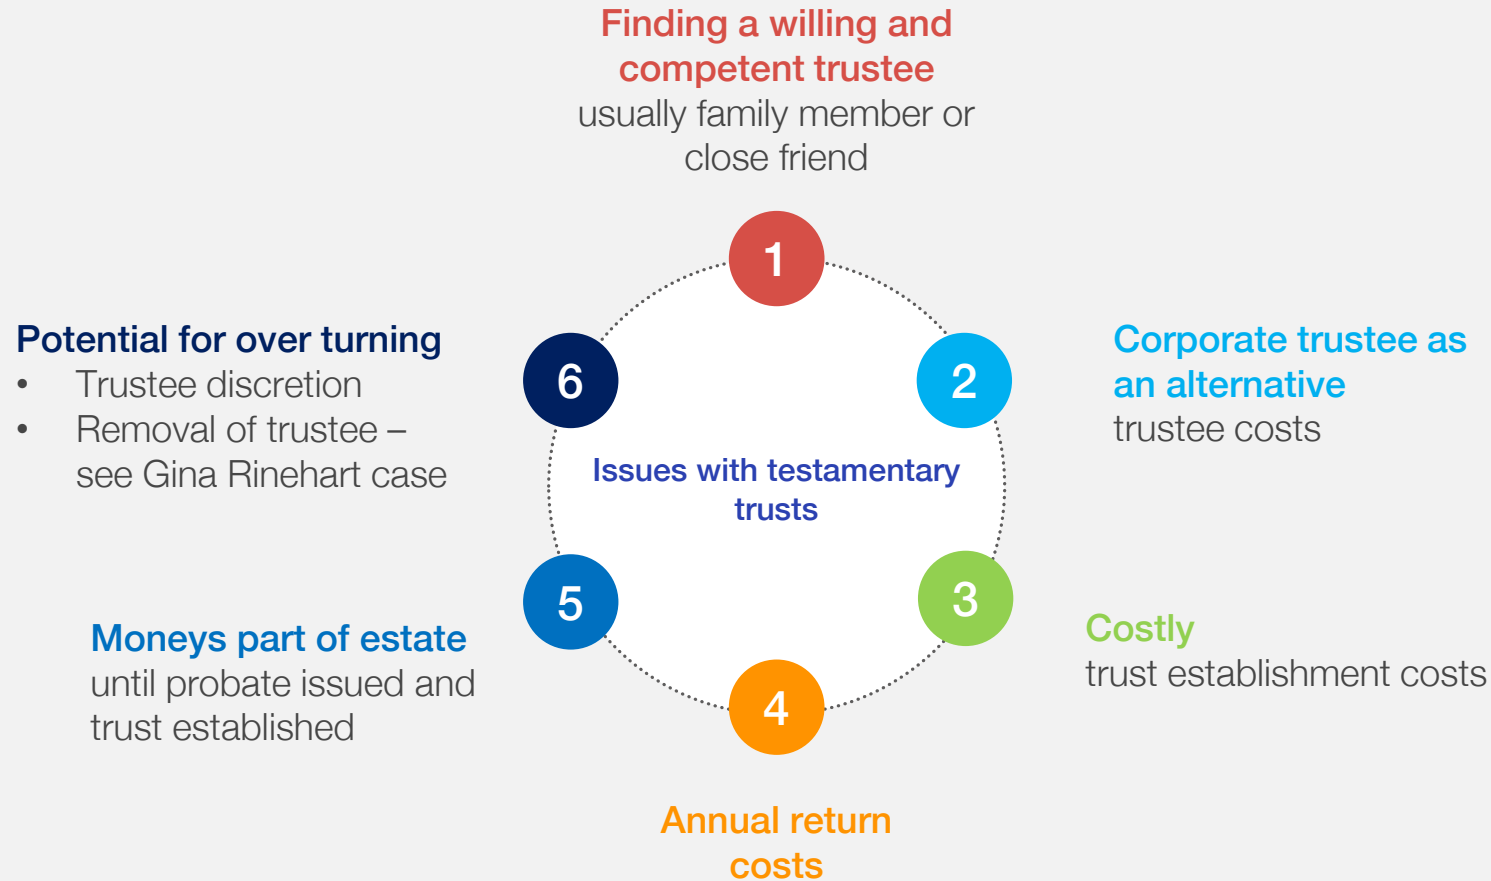 Finding a willing and
competent trustee
usually family member or
close friend
1
2
Corporate trustee as
an alternative
trustee costs
3
Costly
trust establishment costs
4
Annual return
costs
5
Moneys part of estate
until probate issued and
trust established
6
Potential for over turning
• Trustee discretion
• Removal of trustee –
see Gina Rinehart case
Issues with testamentary
trusts